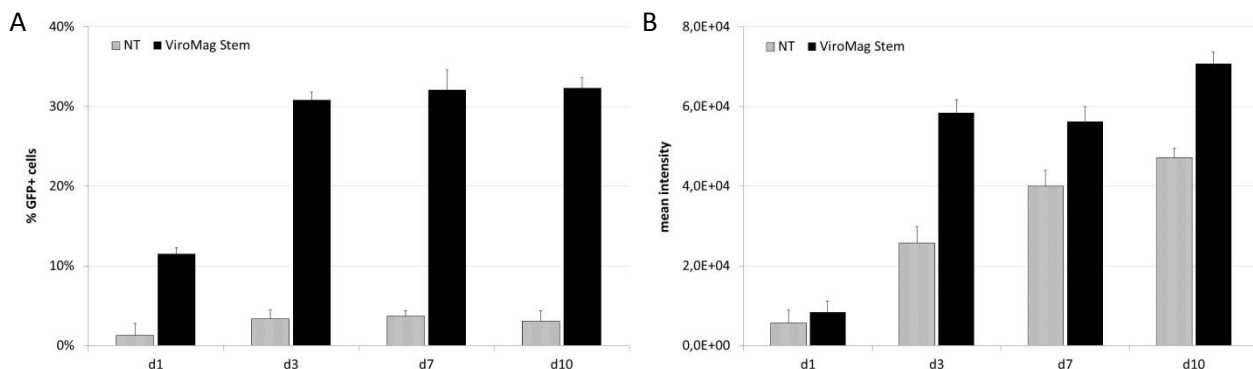 A
40%
NT ViroMag Stem
30%
% GFP+ cells
20%
10%
0%
d1 d3 d7 d10
B
8,0E+04
NT ViroMag Stem
6,0E+04
mean intensity
4,0E+04
2,0E+04
0,0E+00
d1 d3 d7 d10